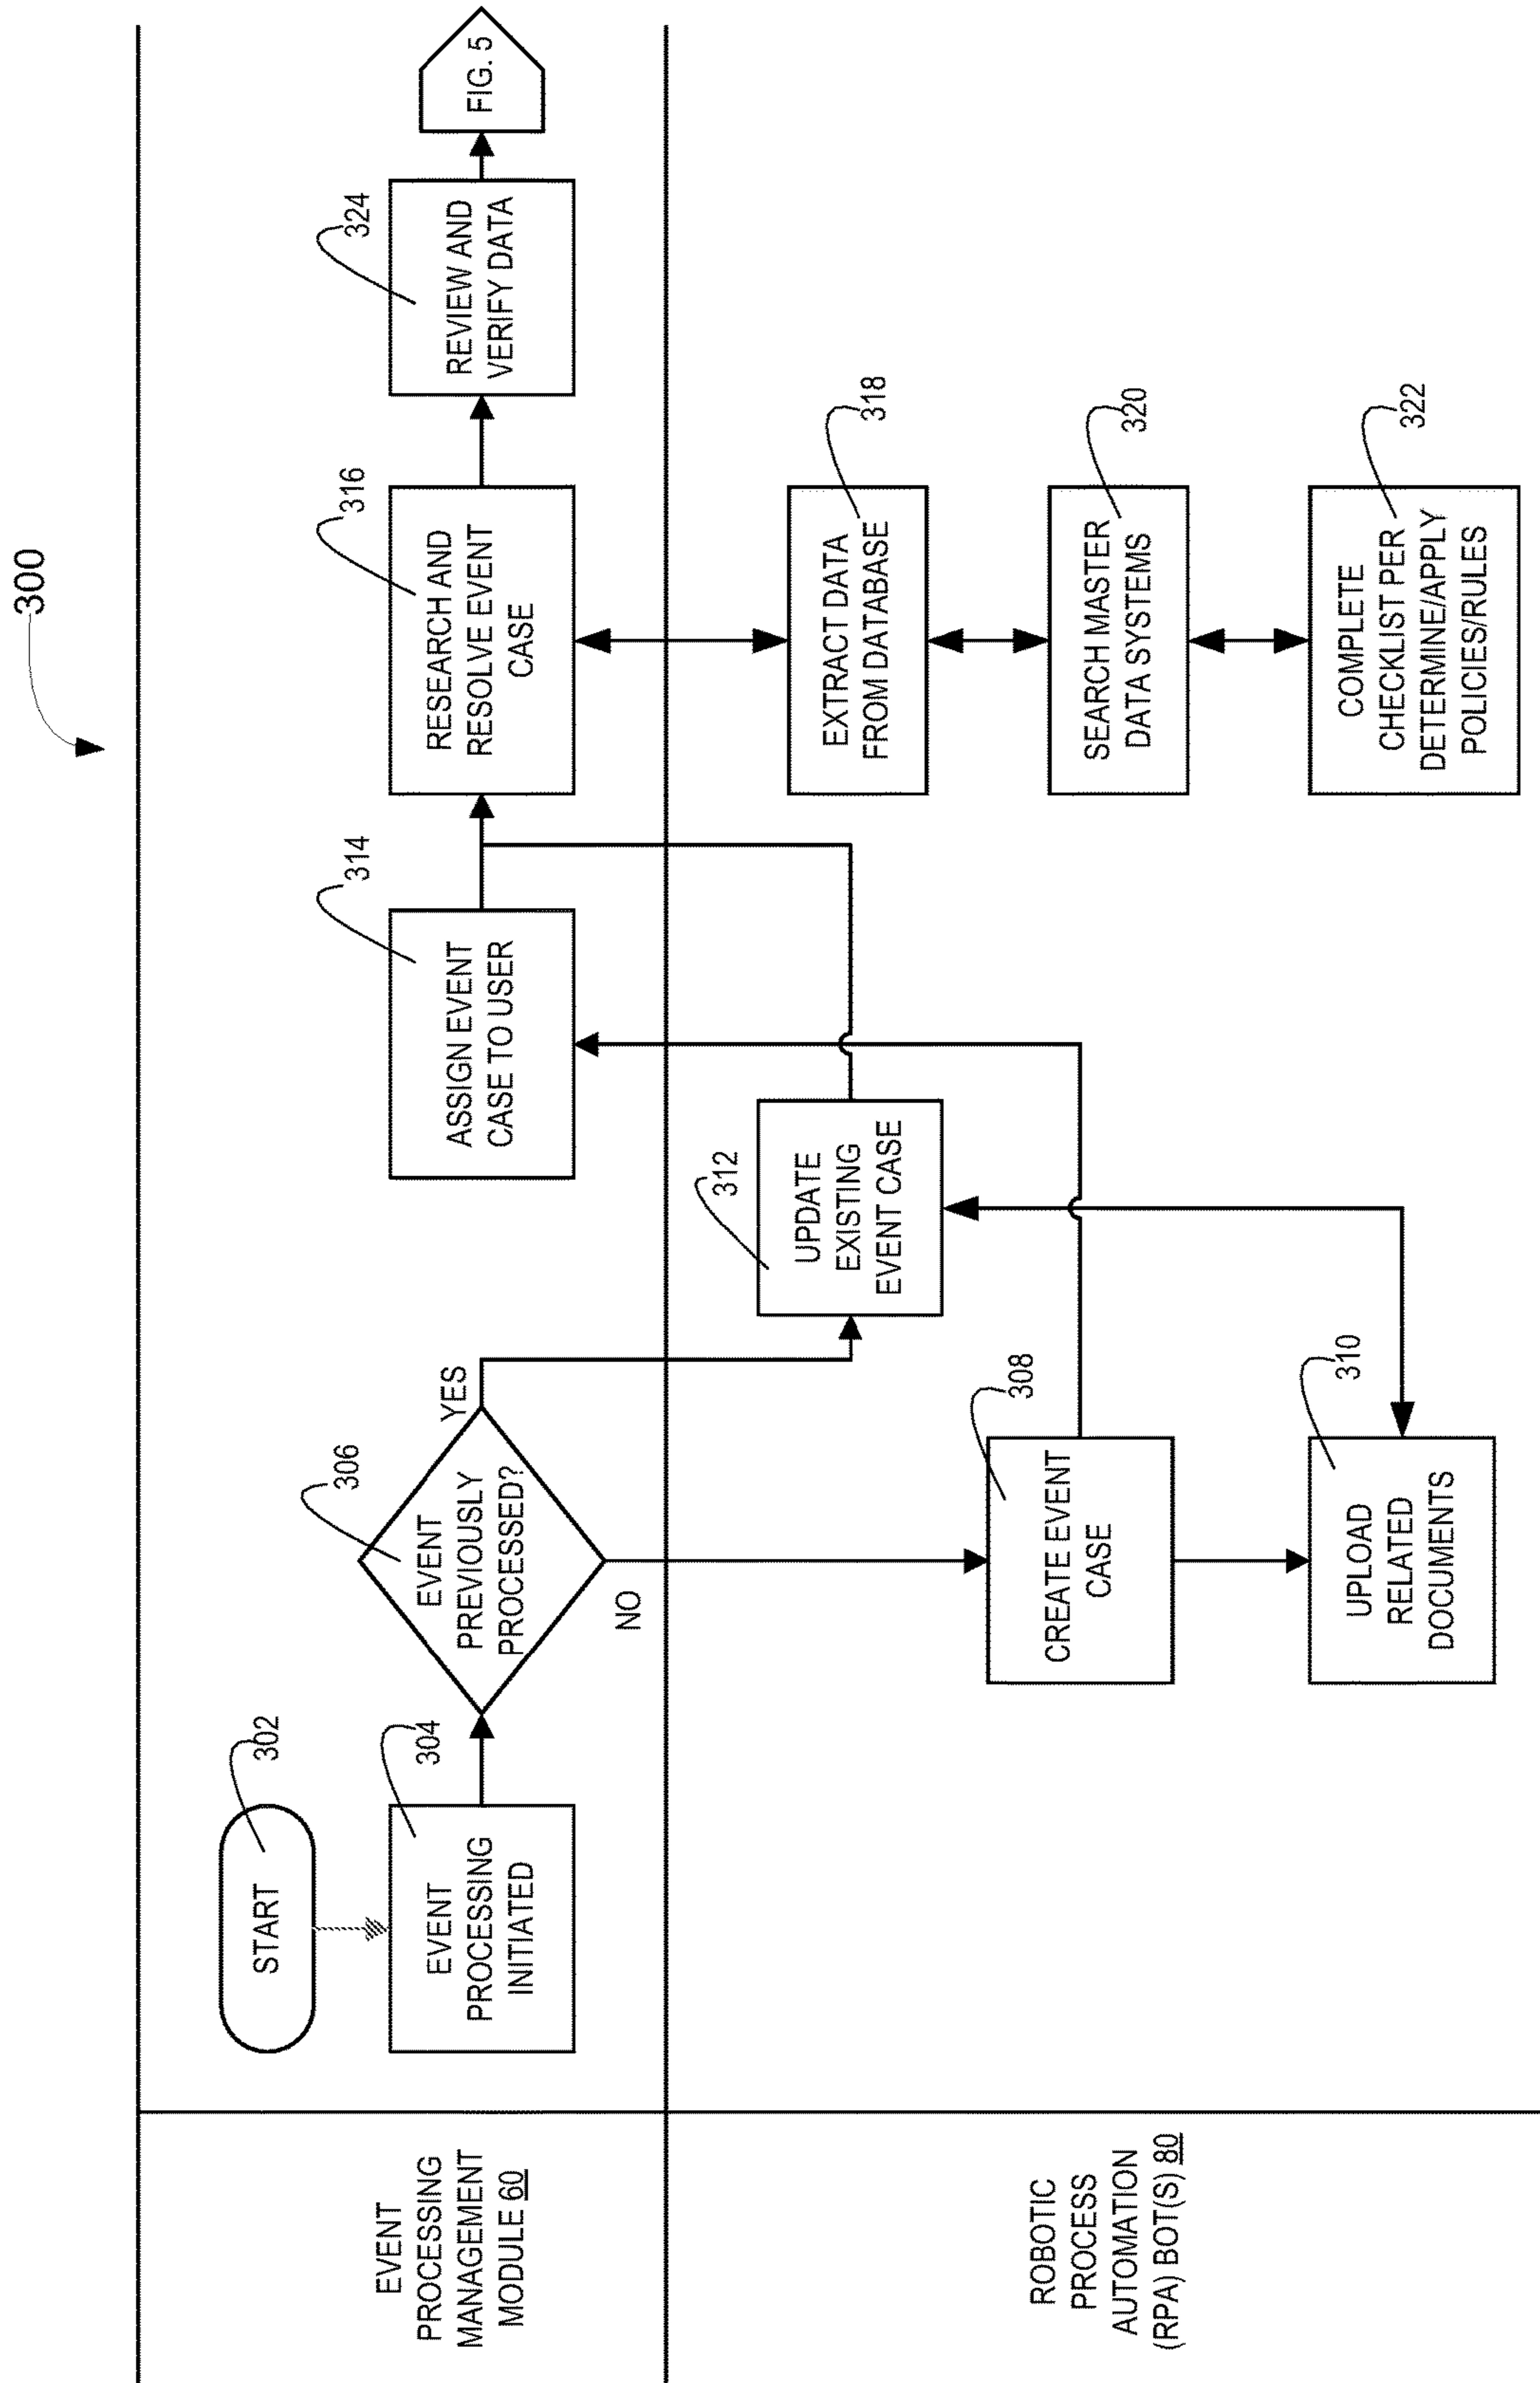 300
EVENT
PROCESSING
MANAGEMENT
MODULE 60
START
302
EVENT
PROCESSING
INITIATED
304
EVENT
PREVIOUSLY
PROCESSED?
306
YES
NO
ASSIGN EVENT
CASE TO USER
314
RESEARCH AND
RESOLVE EVENT
CASE
316
REVIEW AND
VERIFY DATA
324
FIG. 5
ROBOTIC
PROCESS
AUTOMATION
(RPA) BOT(S) 80
CREATE EVENT
CASE
308
UPLOAD
RELATED
DOCUMENTS
310
UPDATE
EXISTING
EVENT CASE
312
EXTRACT DATA
FROM DATABASE
318
SEARCH MASTER
DATA SYSTEMS
320
COMPLETE
CHECKLIST PER
DETERMINE/APPLY
POLICIES/RULES
322